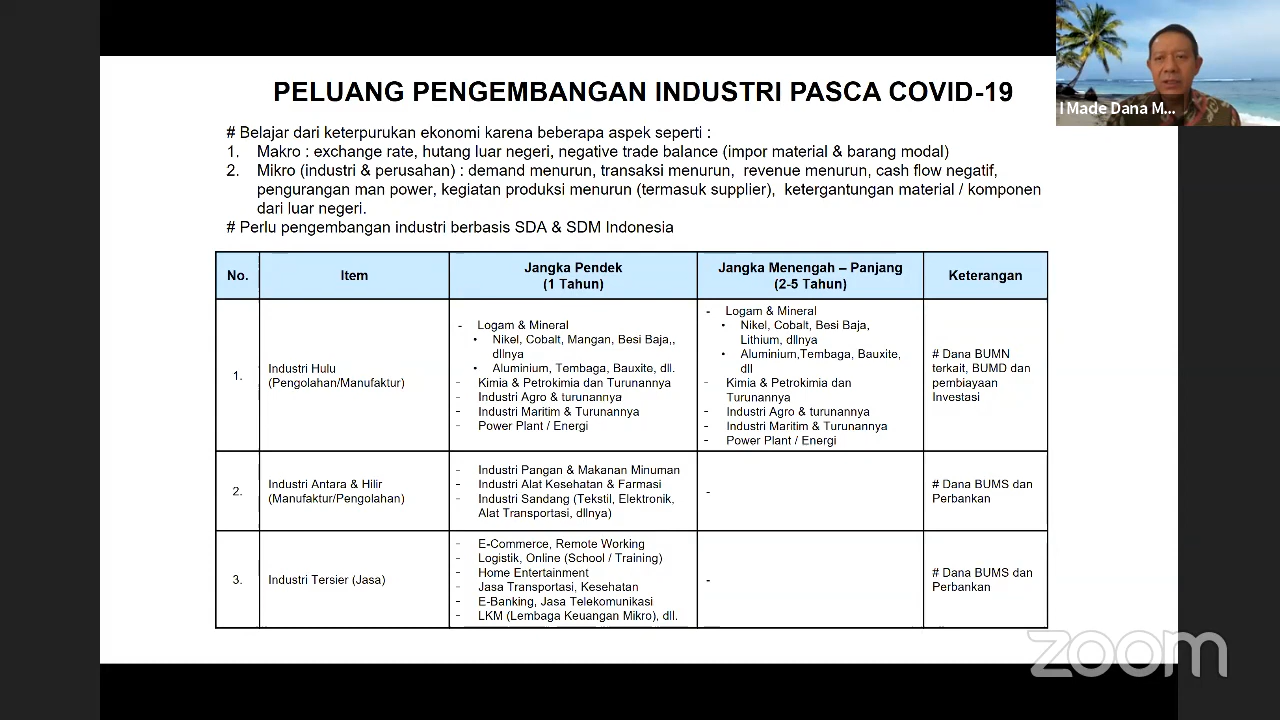 PELUANG PENGEMBANGAN INDUSTRI PASCA COVID-19
I Made Dana M...
# Belajar dari keterpurukan ekonomi karena beberapa aspek seperti :
1. Makro : exchange rate, hutang luar negeri, negative trade balance (impor material & barang modal)
2. Mikro (industri & perusahan) : demand menurun, transaksi menurun, revenue menurun, cash flow negatif,
pengurangan man power, kegiatan produksi menurun (termasuk supplier), ketergantungan material / komponen
dari luar negeri.
# Perlu pengembangan industri berbasis SDA & SDM Indonesia
No.
Item
Jangka Pendek
(1 Tahun)
Jangka Menengah – Panjang
(2-5 Tahun)
Keterangan
1.
Industri Hulu
(Pengolahan/Manufaktur)
- Logam & Mineral
• Nikel, Cobalt, Mangan, Besi Baja,,
dllnya
• Aluminium, Tembaga, Bauxite, dll.
- Kimia & Petrokimia dan Turunannya
- Industri Agro & turunannya
- Industri Maritim & Turunannya
- Power Plant / Energi
- Logam & Mineral
• Nikel, Cobalt, Besi Baja,
Lithium, dllnya
• Aluminium,Tembaga, Bauxite,
dll
- Kimia & Petrokimia dan
Turunannya
- Industri Agro & turunannya
- Industri Maritim & Turunannya
- Power Plant / Energi
# Dana BUMN
terkait, BUMD dan
pembiayaan
Investasi
2.
Industri Antara & Hilir
(Manufaktur/Pengolahan)
- Industri Pangan & Makanan Minuman
- Industri Alat Kesehatan & Farmasi
- Industri Sandang (Tekstil, Elektronik,
Alat Transportasi, dllnya)
-
# Dana BUMS dan
Perbankan
3.
Industri Tersier (Jasa)
- E-Commerce, Remote Working
- Logistik, Online (School / Training)
- Home Entertainment
- Jasa Transportasi, Kesehatan
- E-Banking, Jasa Telekomunikasi
- LKM (Lembaga Keuangan Mikro), dll.
-
# Dana BUMS dan
Perbankan
zoom